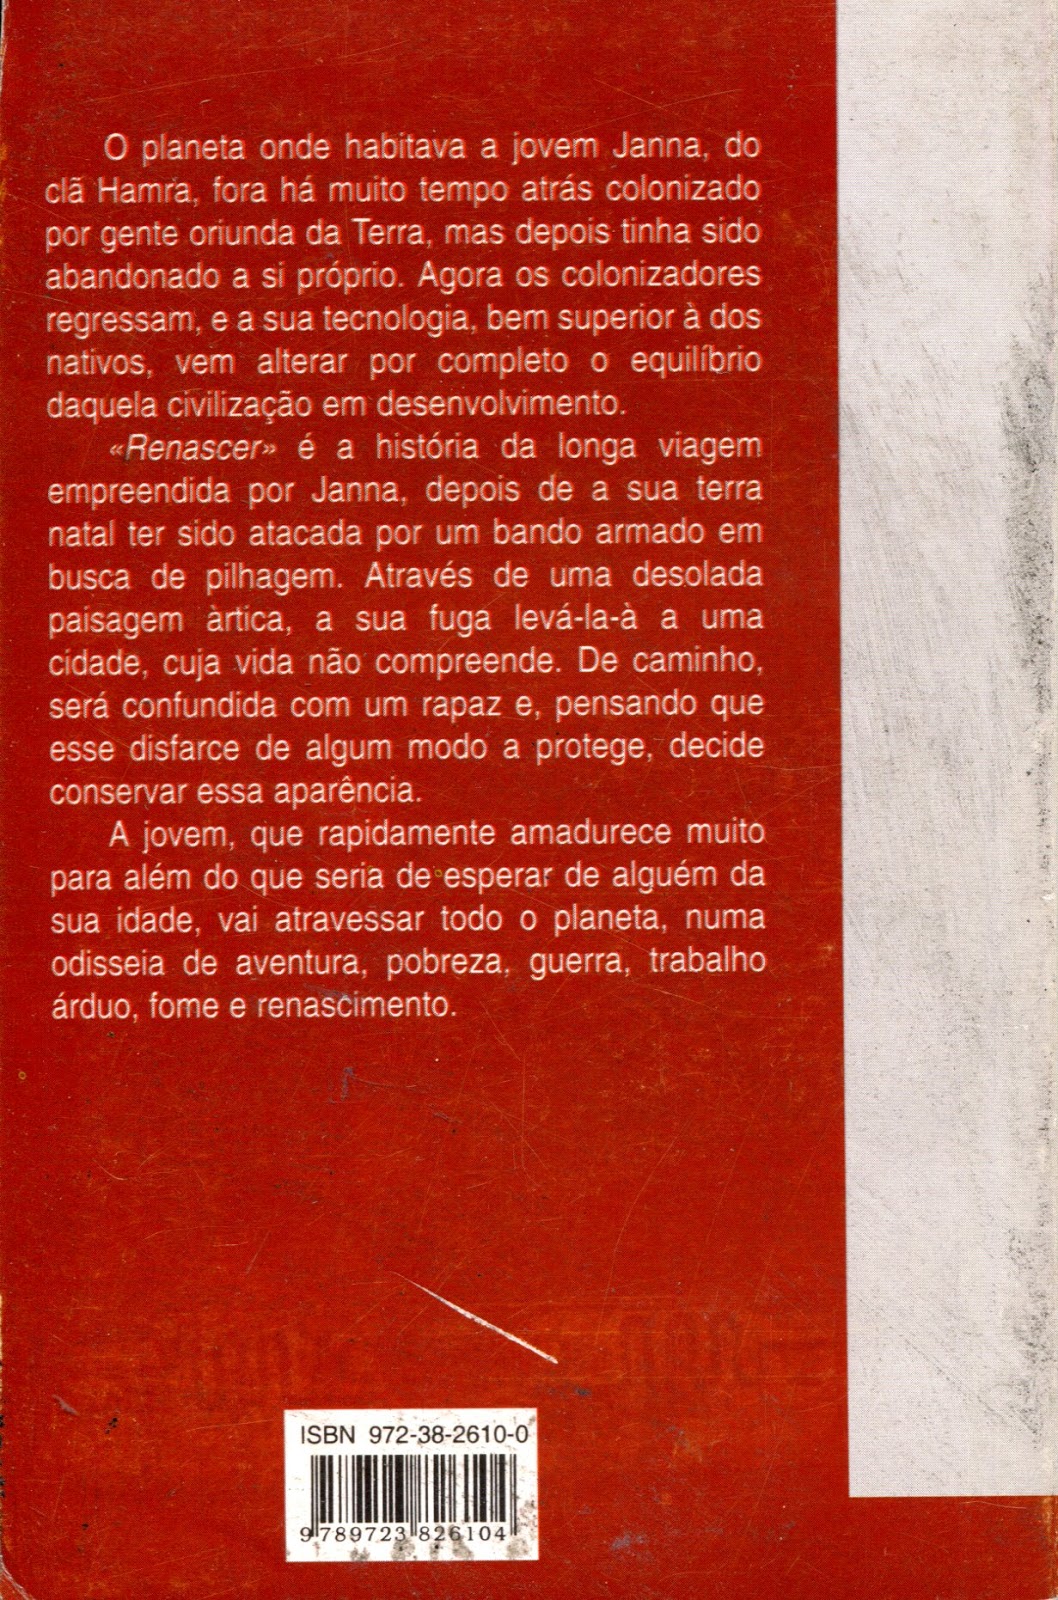 O planeta onde habitava a jovem Janna, do
clã Hamra, fora há muito tempo atrás colonizado
por gente oriunda da Terra, mas depois tinha sido
abandonado a si próprio. Agora os colonizadores
regressam, e a sua tecnologia, bem superior à dos
nativos, vem alterar por completo o equilíbrio
daquela civilização em desenvolvimento.
«Renascer» é a história da longa viagem
empreendida por Janna, depois de a sua terra
natal ter sido atacada por um bando armado em
busca de pilhagem. Através de uma desolada
paisagem àrtica, a sua fuga levá-la-à a uma
cidade, cuja vida não compreende. De caminho,
será confundida com um rapaz e, pensando que
esse disfarce de algum modo a protege, decide
conservar essa aparência.
A jovem, que rapidamente amadurece muito
para além do que seria de esperar de alguém da
sua idade, vai atravessar todo o planeta, numa
odisseia de aventura, pobreza, guerra, trabalho
árduo, fome e renascimento.
ISBN 972-38-2610-0
9 789723 826104